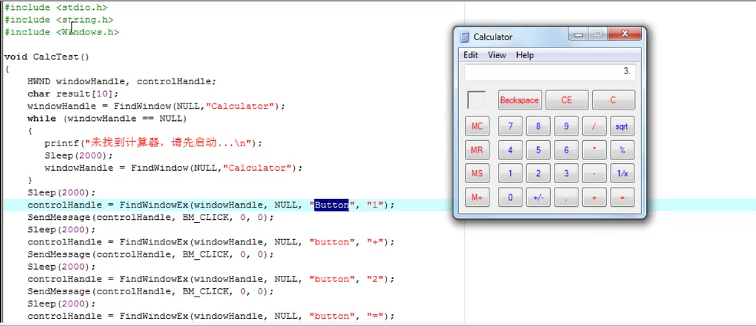 #include <stdio.h>
#include <string.h>
#include <Windows.h>
void CalcTest()
{
HWND windowHandle, controlHandle;
char result[10];
windowHandle = FindWindow(NULL,"Calculator");
while (windowHandle == NULL)
{
printf("未找到计算器，请先启动...\n");
Sleep(2000);
windowHandle = FindWindow(NULL,"Calculator");
}
Sleep(2000);
controlHandle = FindWindowEx(windowHandle, NULL, "Button", "1");
SendMessage(controlHandle, BM_CLICK, 0, 0);
Sleep(2000);
controlHandle = FindWindowEx(windowHandle, NULL, "button", "+");
SendMessage(controlHandle, BM_CLICK, 0, 0);
Sleep(2000);
controlHandle = FindWindowEx(windowHandle, NULL, "button", "2");
SendMessage(controlHandle, BM_CLICK, 0, 0);
Sleep(2000);
controlHandle = FindWindowEx(windowHandle, NULL, "button", "=");
Calculator
Edit View Help
3.
Backspace CE C
MC 7 8 9 / sqrt
MR 4 5 6 * %
MS 1 2 3 - 1/x
M+ 0 +/- . + =